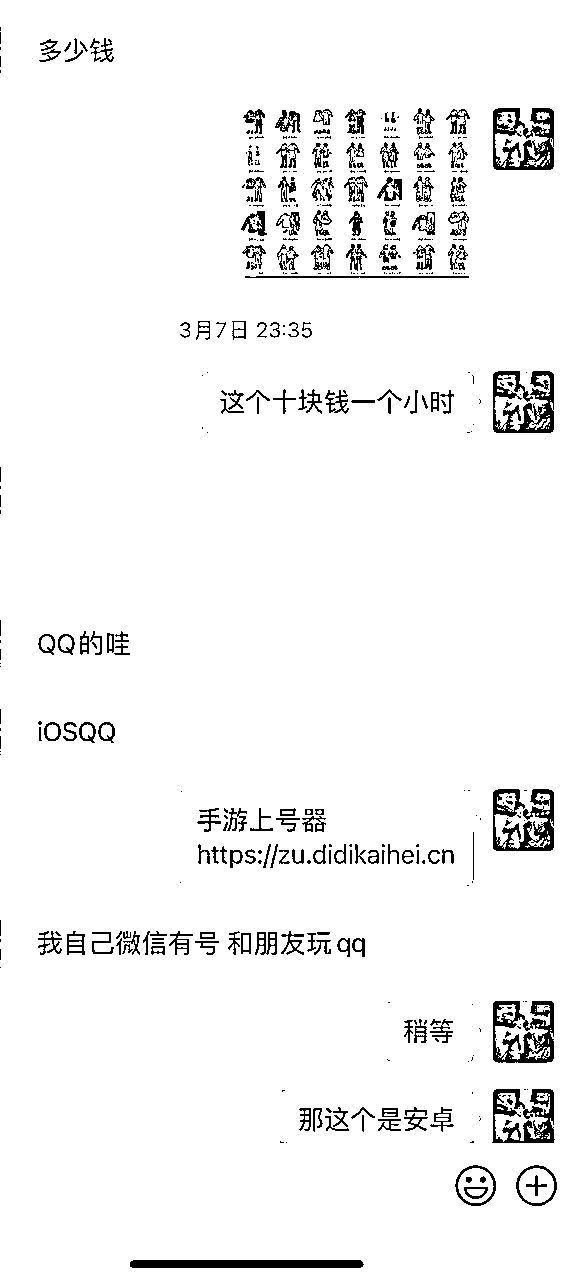 多少钱
3月7日 23:35
这个十块钱一个小时
QQ的哇
iOSQQ
手游上号器
https://zu.didikaihei.cn
我自己微信有号 和朋友玩 qq
稍等
那这个是安卓